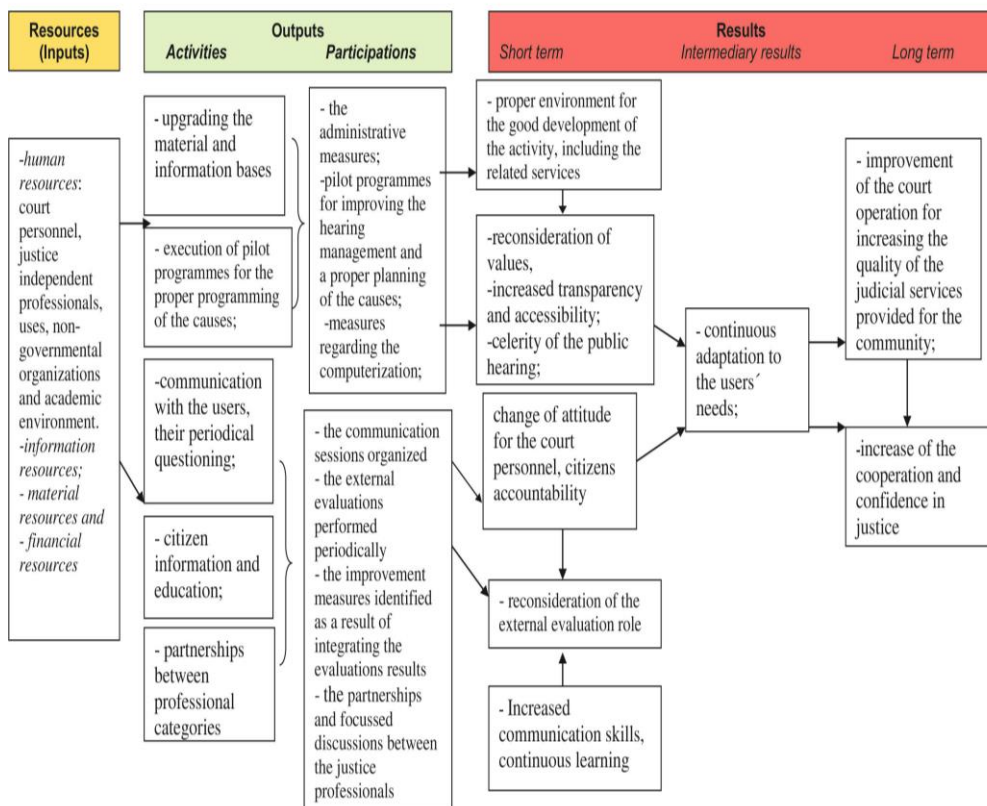 Resources
(Inputs)
Outputs
Activities
Participations
Results
Short term
Intermediary results
Long term
-human
resources:
court
personnel,
justice
independent
professionals,
uses, non-
governmental
organizations
and academic
environment.
-information
resources;
- material
resources and
- financial
resources
- upgrading the
material and
information bases
- execution of pilot
programmes for the
proper programming
of the causes;
-communication
with the users,
their periodical
questioning;
- citizen
information and
education;
- partnerships
between
professional
categories
- the
administrative
measures;
-pilot programmes
for improving the
hearing
management and
a proper planning
of the causes;
-measures
regarding the
computerization;
- the communication
sessions organized
- the external
evaluations
performed
periodically
- the improvement
measures identified
as a result of
integrating the
evaluations results
- the partnerships
and focussed
discussions between
the justice
professionals
- proper environment for
the good development of
the activity, including the
related services
-reconsideration of
values,
-increased transparency
and accessibility;
-celerity of the public
hearing;
change of attitude
for the court
personnel, citizens
accountability
- reconsideration of the
external evaluation role
- Increased
communication skills,
continuous learning
- continuous
adaptation to
the users´
needs;
- improvement
of the court
operation for
increasing the
quality of the
judicial services
provided for the
community;
-increase of the
cooperation and
confidence in
justice